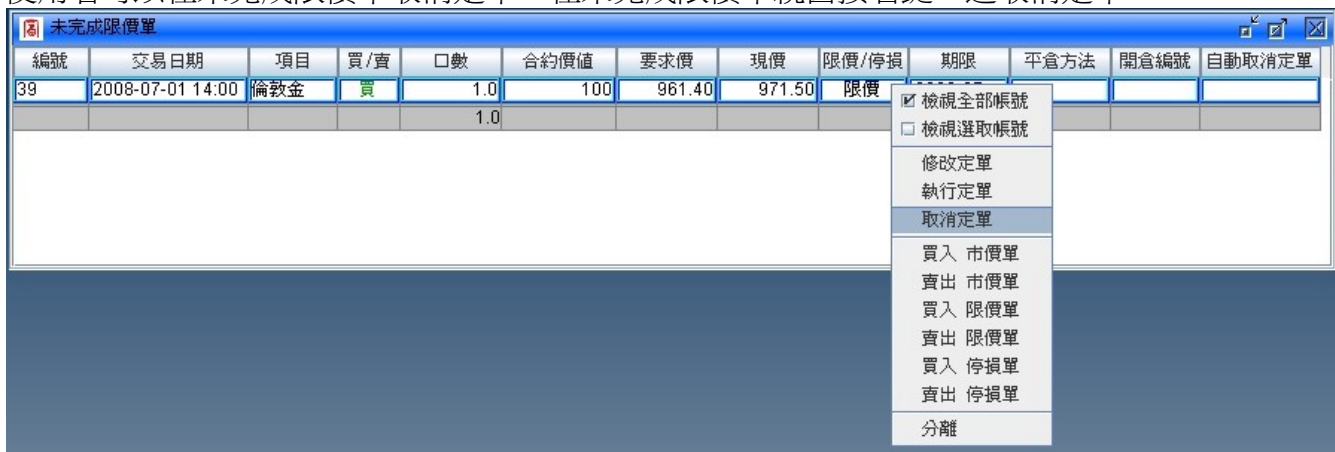 未完成限價單
編號 交易日期 項目 買/賣 口數 合約價值 要求價 現價 限價/停損 期限 平倉方法 開倉編號 自動取消定單
39 2008-07-01 14:00 倫敦金 買 1.0 100 961.40 971.50 限價
1.0
檢視全部帳號
檢視選取帳號
修改定單
執行定單
取消定單
買入 市價單
賣出 市價單
買入 限價單
賣出 限價單
買入 停損單
賣出 停損單
分離